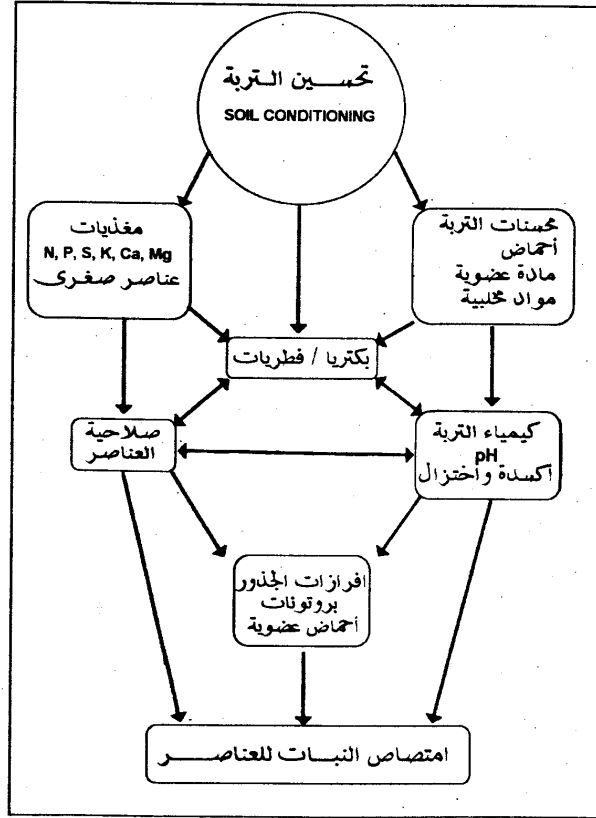 تحسين التربة
SOIL CONDITIONING
محسنات التربة
أحماض
مادة عضوية
مواد مخلبية
مغذيات
N, P, S, K, Ca, Mg
عناصر صغرى
بكتريا / فطريات
كيمياء التربة
pH
أكسدة وأختزال
صلاحية
العناصر
افرازات الجذور
بروتونات
أحماض عضوية
امتصاص النبات للعناصر